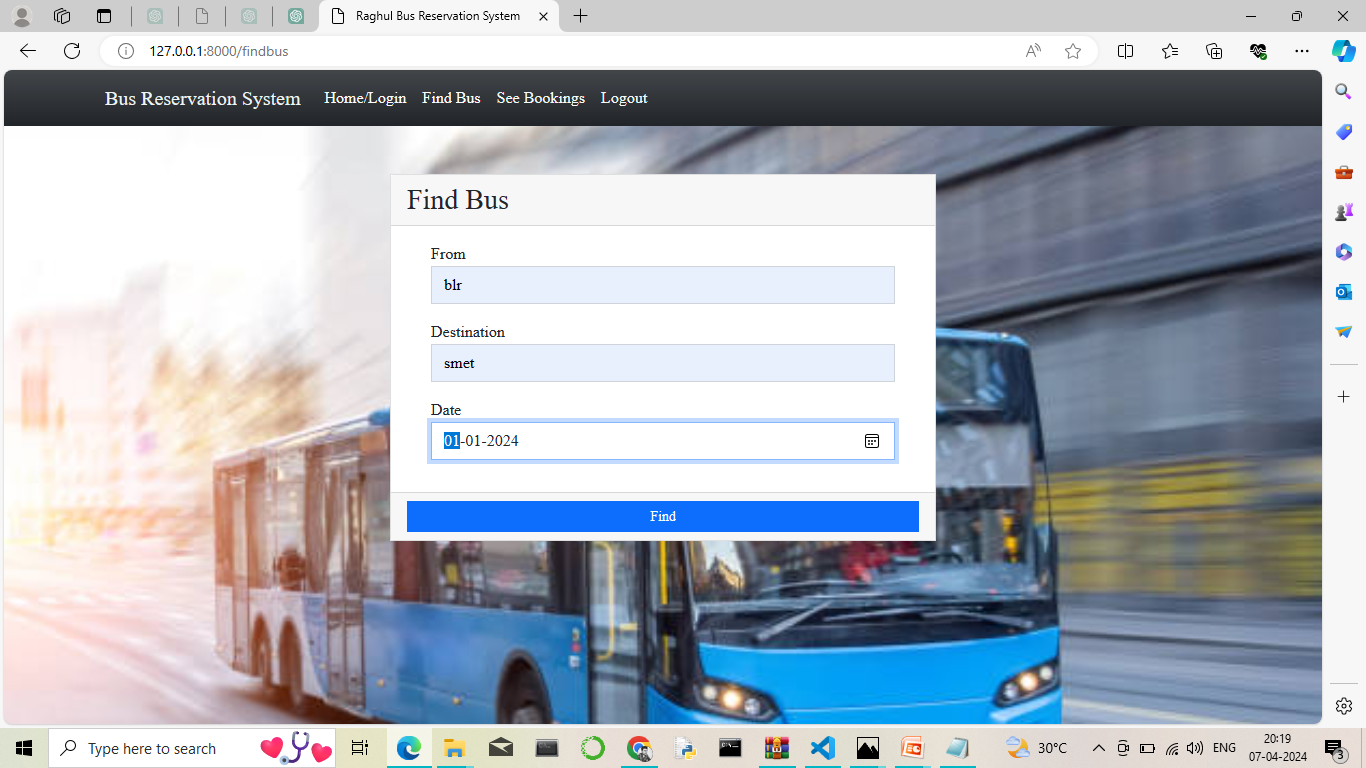 Raghul Bus Reservation System
127.0.0.1:8000/findbus
Bus Reservation System Home/Login Find Bus See Bookings Logout
Find Bus
From
blr
Destination
smet
Date
01-01-2024
Find
Type here to search
30°C
ENG
20:19
07-04-2024
3